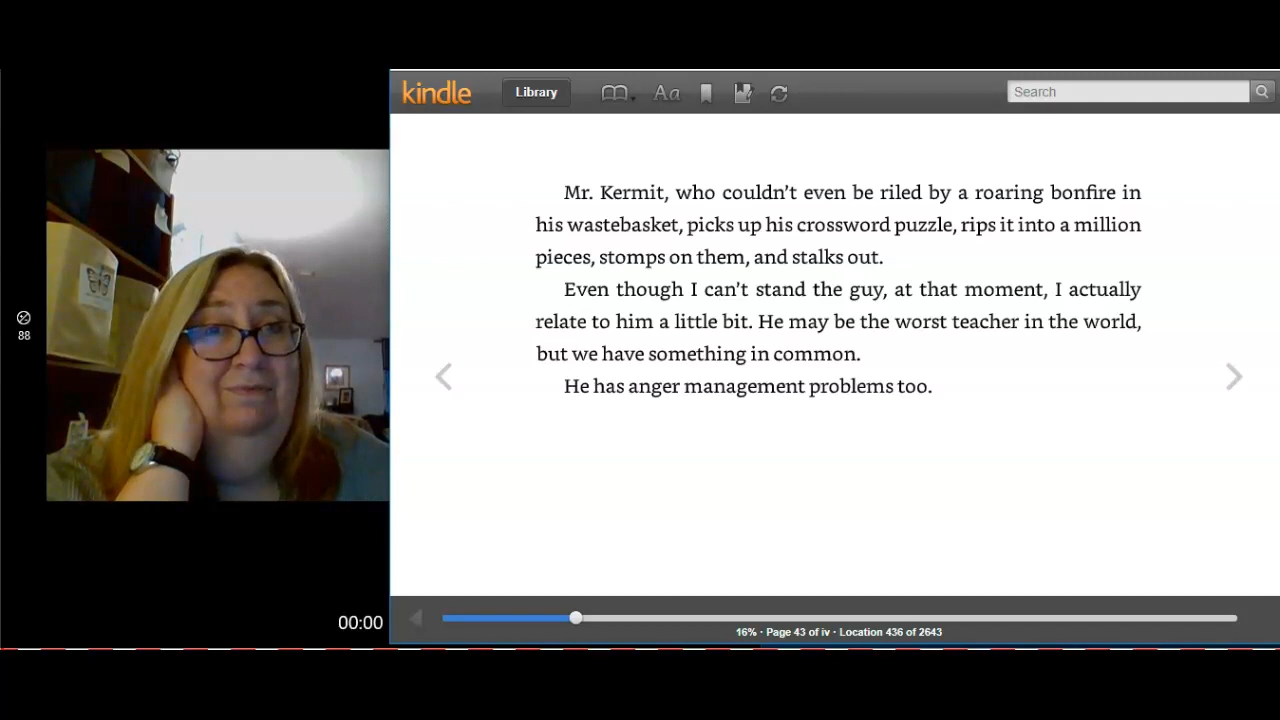 kindle
Library
Aa
Search
Mr. Kermit, who couldn't even be riled by a roaring bonfire in
his wastebasket, picks up his crossword puzzle, rips it into a million
pieces, stomps on them, and stalks out.
Even though I can't stand the guy, at that moment, I actually
relate to him a little bit. He may be the worst teacher in the world,
but we have something in common.
He has anger management problems too.
88
00:00
16% · Page 43 of iv · Location 436 of 2643